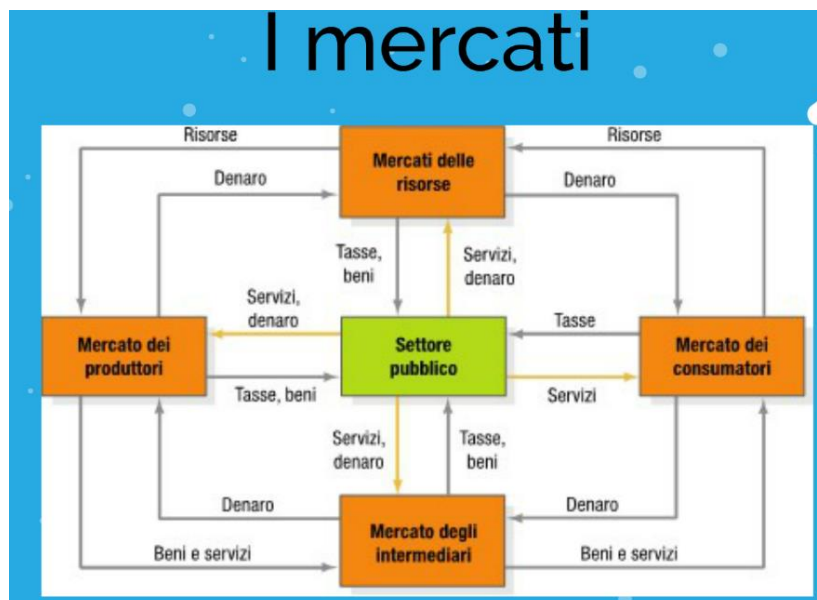 I mercati
Risorse
Risorse
Mercati delle
risorse
Denaro
Denaro
Tasse,
beni
Servizi,
denaro
Servizi,
denaro
Tasse
Mercato dei
produttori
Settore
pubblico
Mercato dei
consumatori
Tasse, beni
Servizi
Servizi,
denaro
Tasse,
beni
Denaro
Denaro
Mercato degli
intermediari
Beni e servizi
Beni e servizi